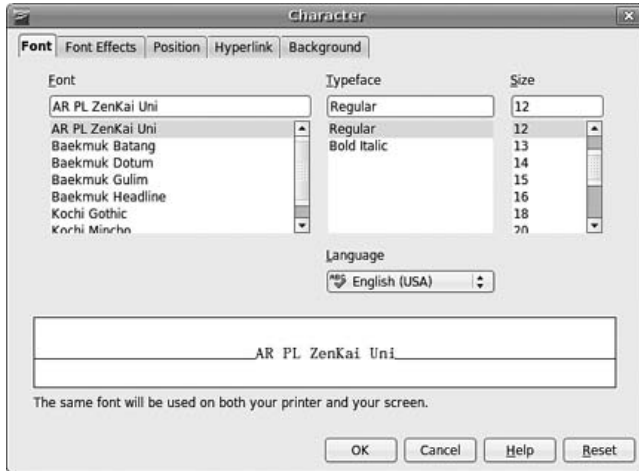 Character
Font Font Effects Position Hyperlink Background
Font Typeface Size
AR PL ZenKai Uni Regular 12
AR PL ZenKai Uni Regular 12
Baekmuk Batang Bold Italic 13
Baekmuk Dotum 14
Baekmuk Gulim 15
Baekmuk Headline 16
Kochi Gothic 18
Kochi Mincho 20
Language
English (USA)
AR PL ZenKai Uni
The same font will be used on both your printer and your screen.
OK Cancel Help Reset